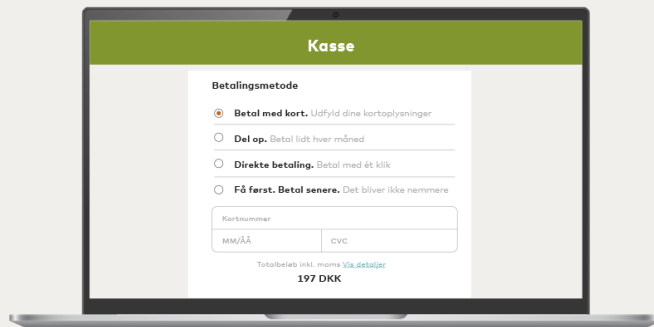 Kasse
Betalingsmetode
Betal med kort. Udfyld dine kortoplysninger
Del op. Betal lidt hver måned
Direkte betaling. Betal med ét klik
Få først. Betal senere. Det bliver ikke nemmere
Kortnummer
MM/ÅÅ CVC
Totalbeløb inkl. moms Vis detaljer
197 DKK